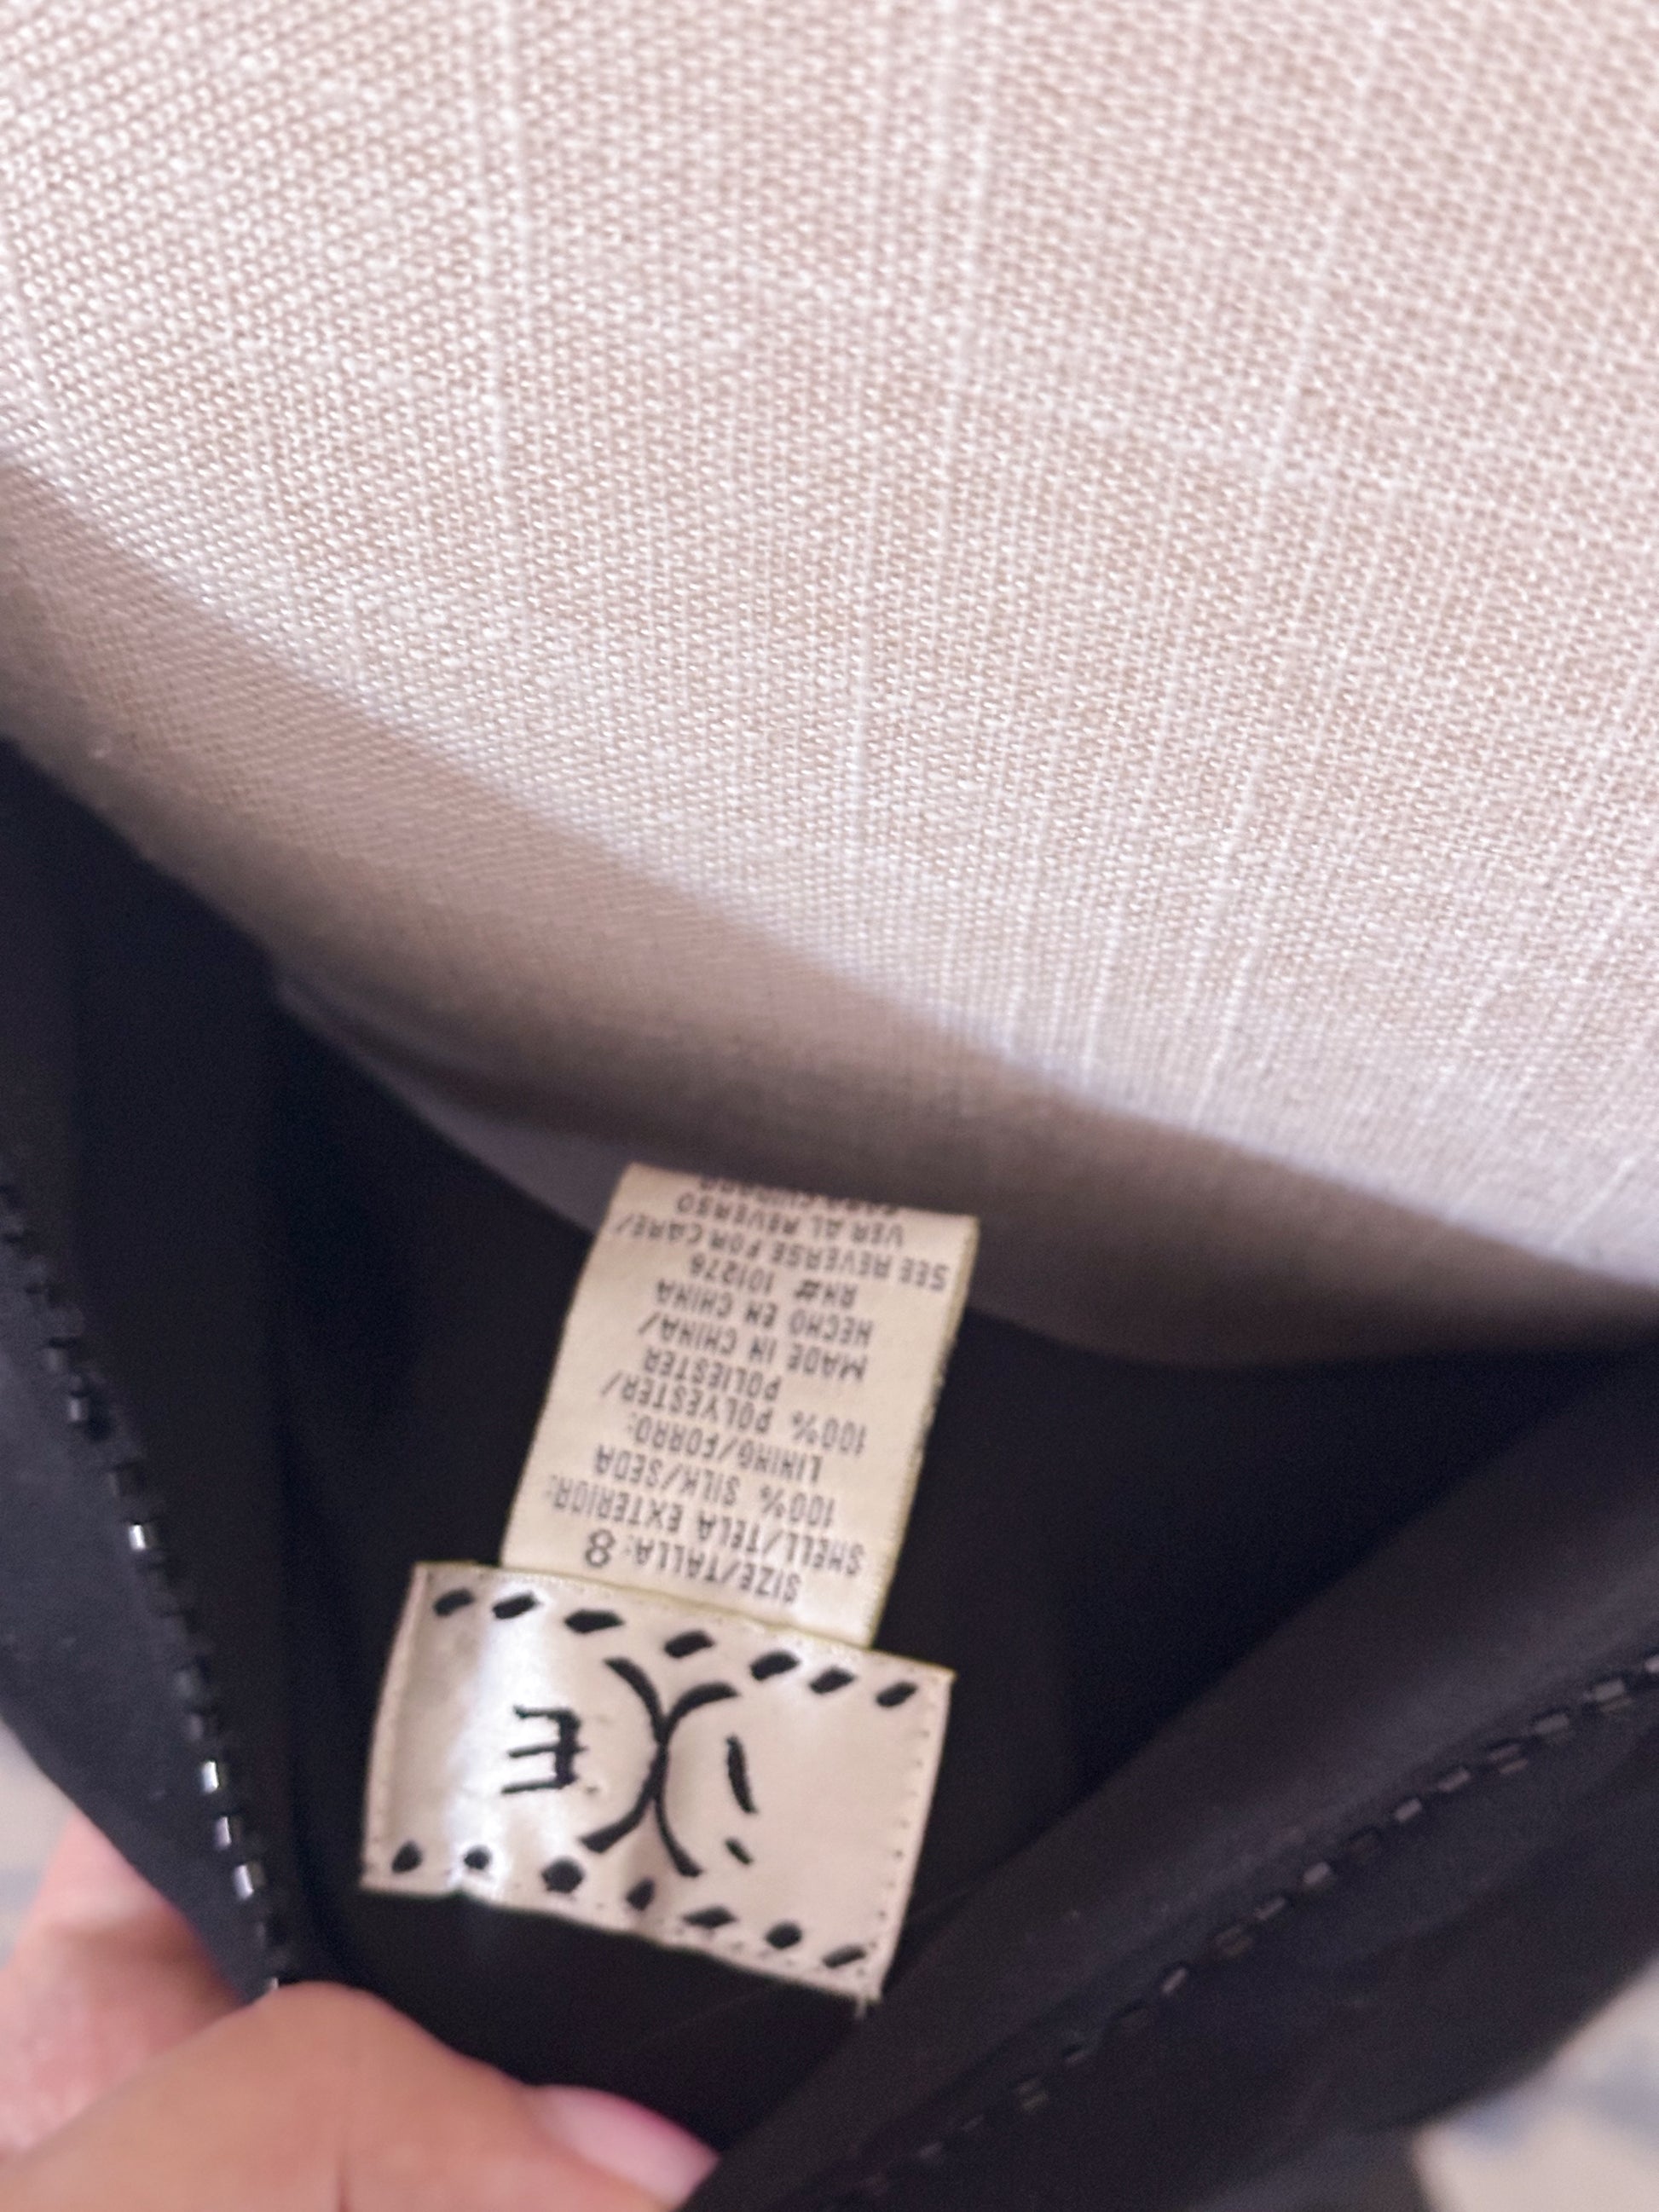 SIZE/TALLA: 8
SHELL/TELA EXTERIOR:
100% SILK/SEDA
LINING/FORRO:
100% POLYESTER/
POLIESTER
MADE IN CHINA/
HECHO EN CHINA
RN# 101276
SEE REVERSE FOR CARE/
VER AL REVERSO